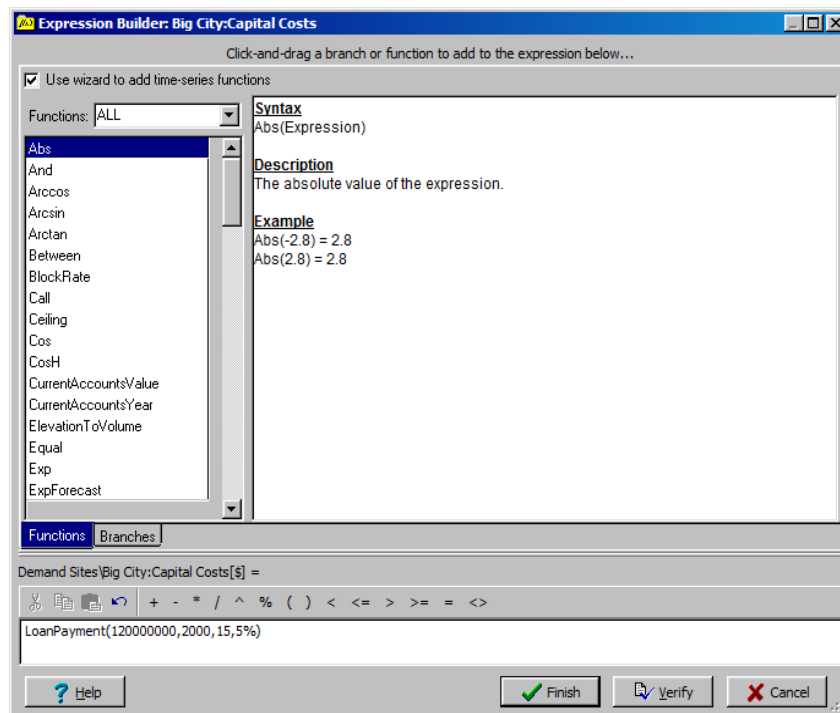 Expression Builder: Big City:Capital Costs
Click-and-drag a branch or function to add to the expression below...
Use wizard to add time-series functions
Functions: ALL
Abs
And
Arccos
Arcsin
Arctan
Between
BlockRate
Call
Ceiling
Cos
CosH
CurrentAccountsValue
CurrentAccountsYear
ElevationToVolume
Equal
Exp
ExpForecast
Syntax
Abs(Expression)
Description
The absolute value of the expression.
Example
Abs(-2.8) = 2.8
Abs(2.8) = 2.8
Functions Branches
Demand Sites\Big City:Capital Costs[$] =
+ - * / ^ % ( ) < <= > >= = <>
LoanPayment(120000000,2000,15,5%)
? Help Finish Verify Cancel